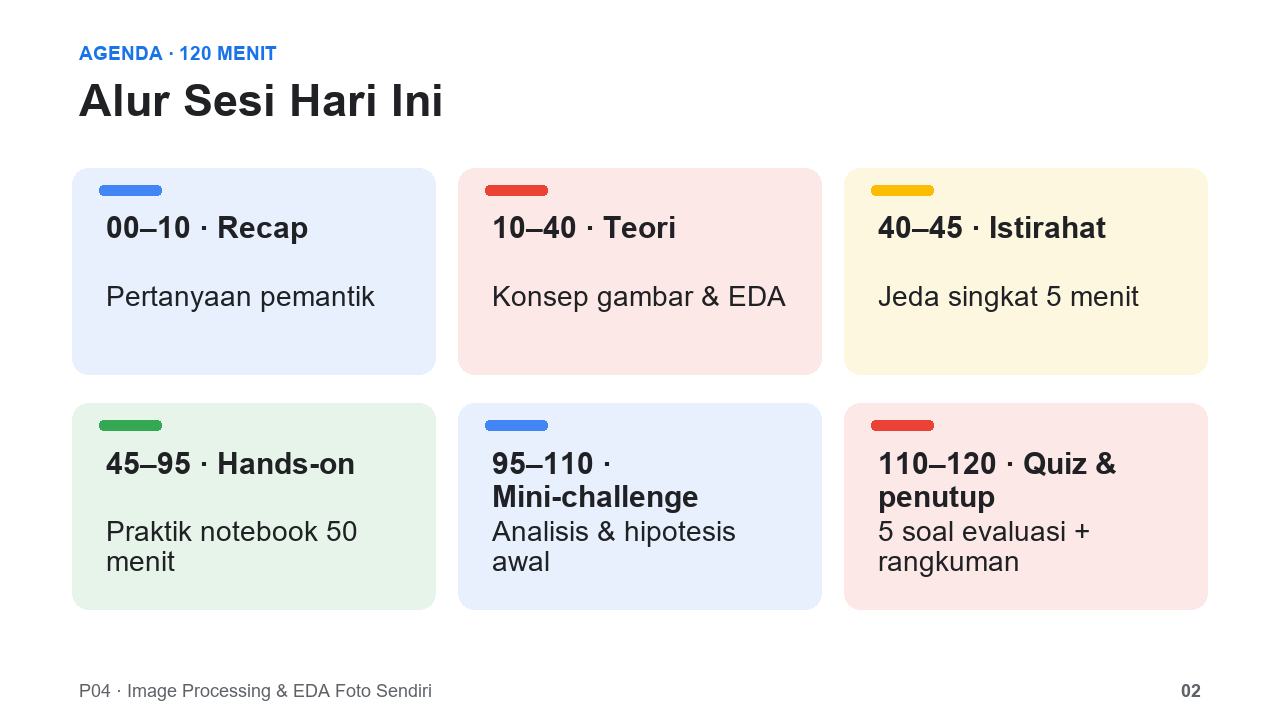 AGENDA · 120 MENIT
Alur Sesi Hari Ini
00–10 · Recap
Pertanyaan pemantik
10–40 · Teori
Konsep gambar & EDA
40–45 · Istirahat
Jeda singkat 5 menit
45–95 · Hands-on
Praktik notebook 50
menit
95–110 ·
Mini-challenge
Analisis & hipotesis
awal
110–120 · Quiz &
penutup
5 soal evaluasi +
rangkuman
P04 · Image Processing & EDA Foto Sendiri
02